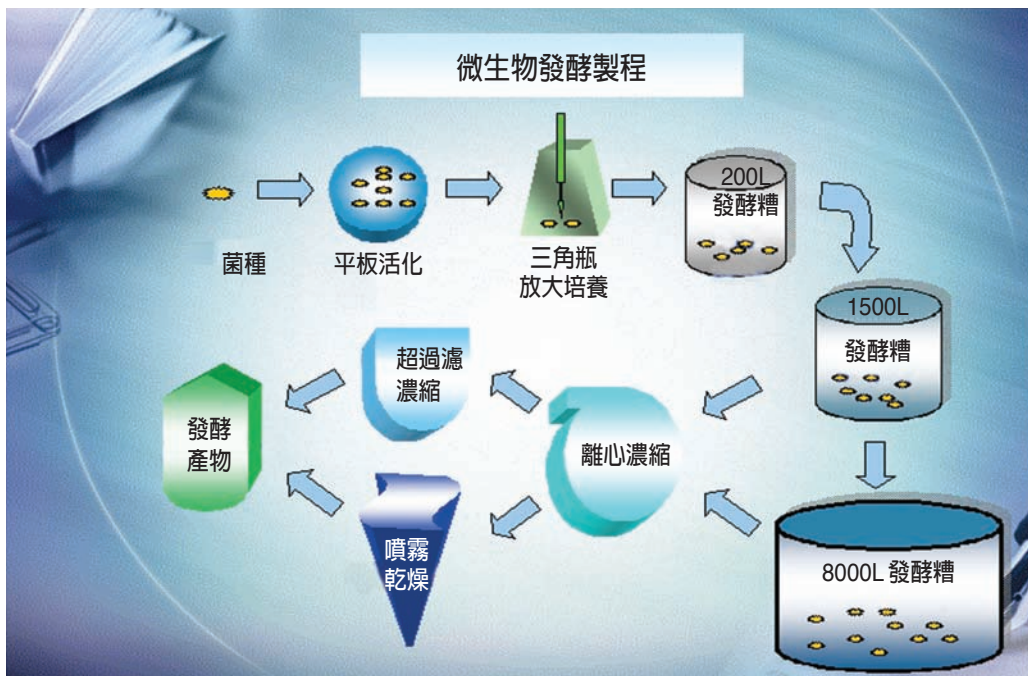 微生物發酵製程
菌種
平板活化
三角瓶
放大培養
200L
發酵糟
1500L
發酵糟
8000L 發酵糟
離心濃縮
超過濾
濃縮
噴霧
乾燥
發酵
產物